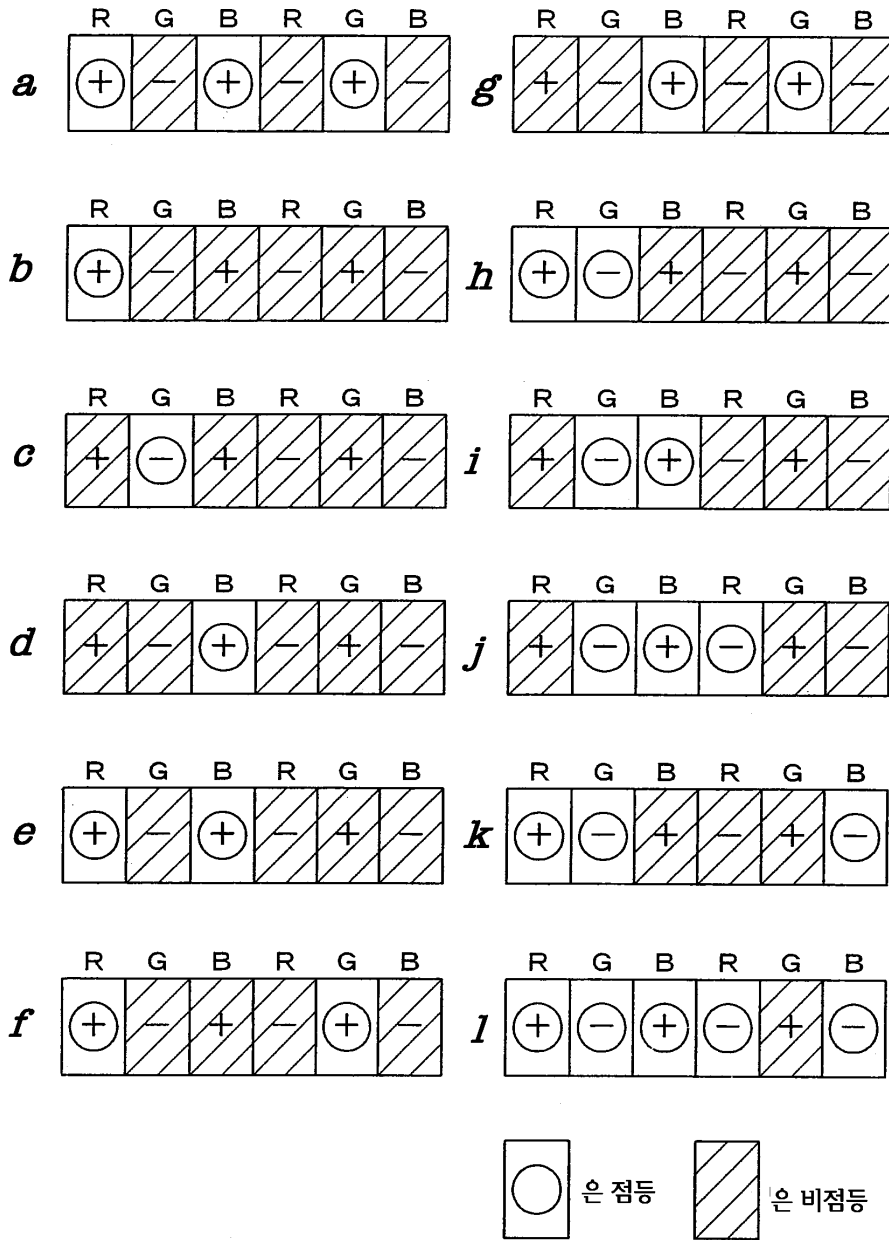 R G B R G B
a + − + − + −
R G B R G B
g + − + − + −
R G B R G B
b + − + − + −
R G B R G B
h + − + − + −
R G B R G B
c + − + − + −
R G B R G B
i + − + − + −
R G B R G B
d + − + − + −
R G B R G B
j + − + − + −
R G B R G B
e + − + − + −
R G B R G B
k + − + − + −
R G B R G B
f + − + − + −
R G B R G B
l + − + − + −
은 점등
은 비점등